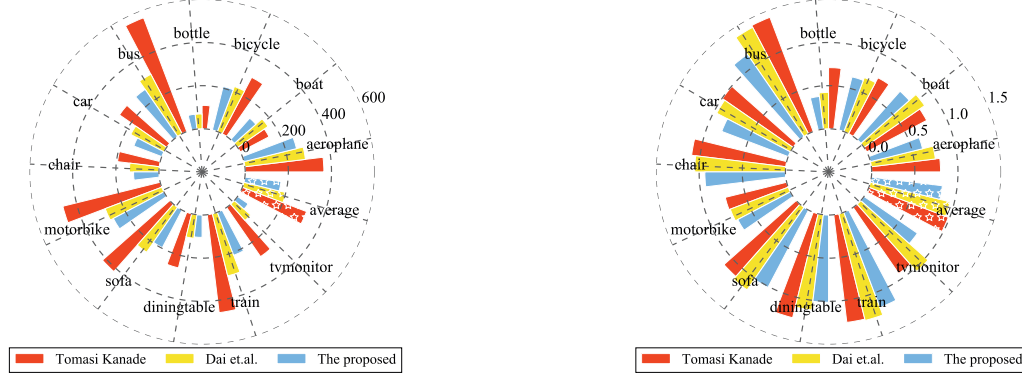 bottle
bus
bicycle
car
boat
600
400
200
0
aeroplane
chair
average
motorbike
sofa
tvmonitor
diningtable
train
Tomasi Kanade Dai et.al. The proposed
bottle
bus
bicycle
car
boat
1.5
1.0
0.5
0.0
aeroplane
chair
average
motorbike
sofa
tvmonitor
diningtable
train
Tomasi Kanade Dai et.al. The proposed